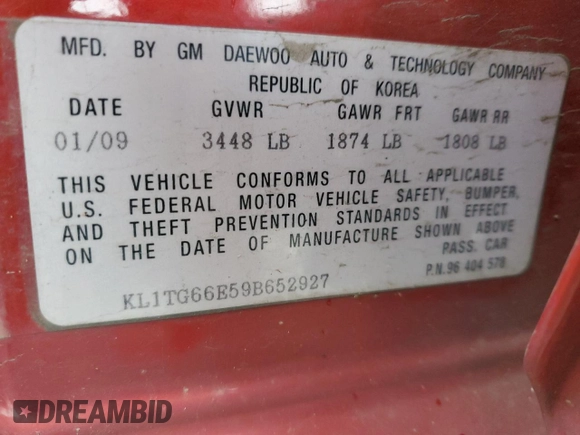 MFD. BY GM DAEWOO AUTO & TECHNOLOGY COMPANY
REPUBLIC OF KOREA
DATE GVWR GAWR FRT GAWR RR
01/09 3448 LB 1874 LB 1808 LB
THIS VEHICLE CONFORMS TO ALL APPLICABLE
U.S. FEDERAL MOTOR VEHICLE SAFETY, BUMPER,
AND THEFT PREVENTION STANDARDS IN EFFECT
ON THE DATE OF MANUFACTURE SHOWN ABOVE
PASS. CAR
P.N.96 404 578
KL1TG66E59B652927
DREAMBID